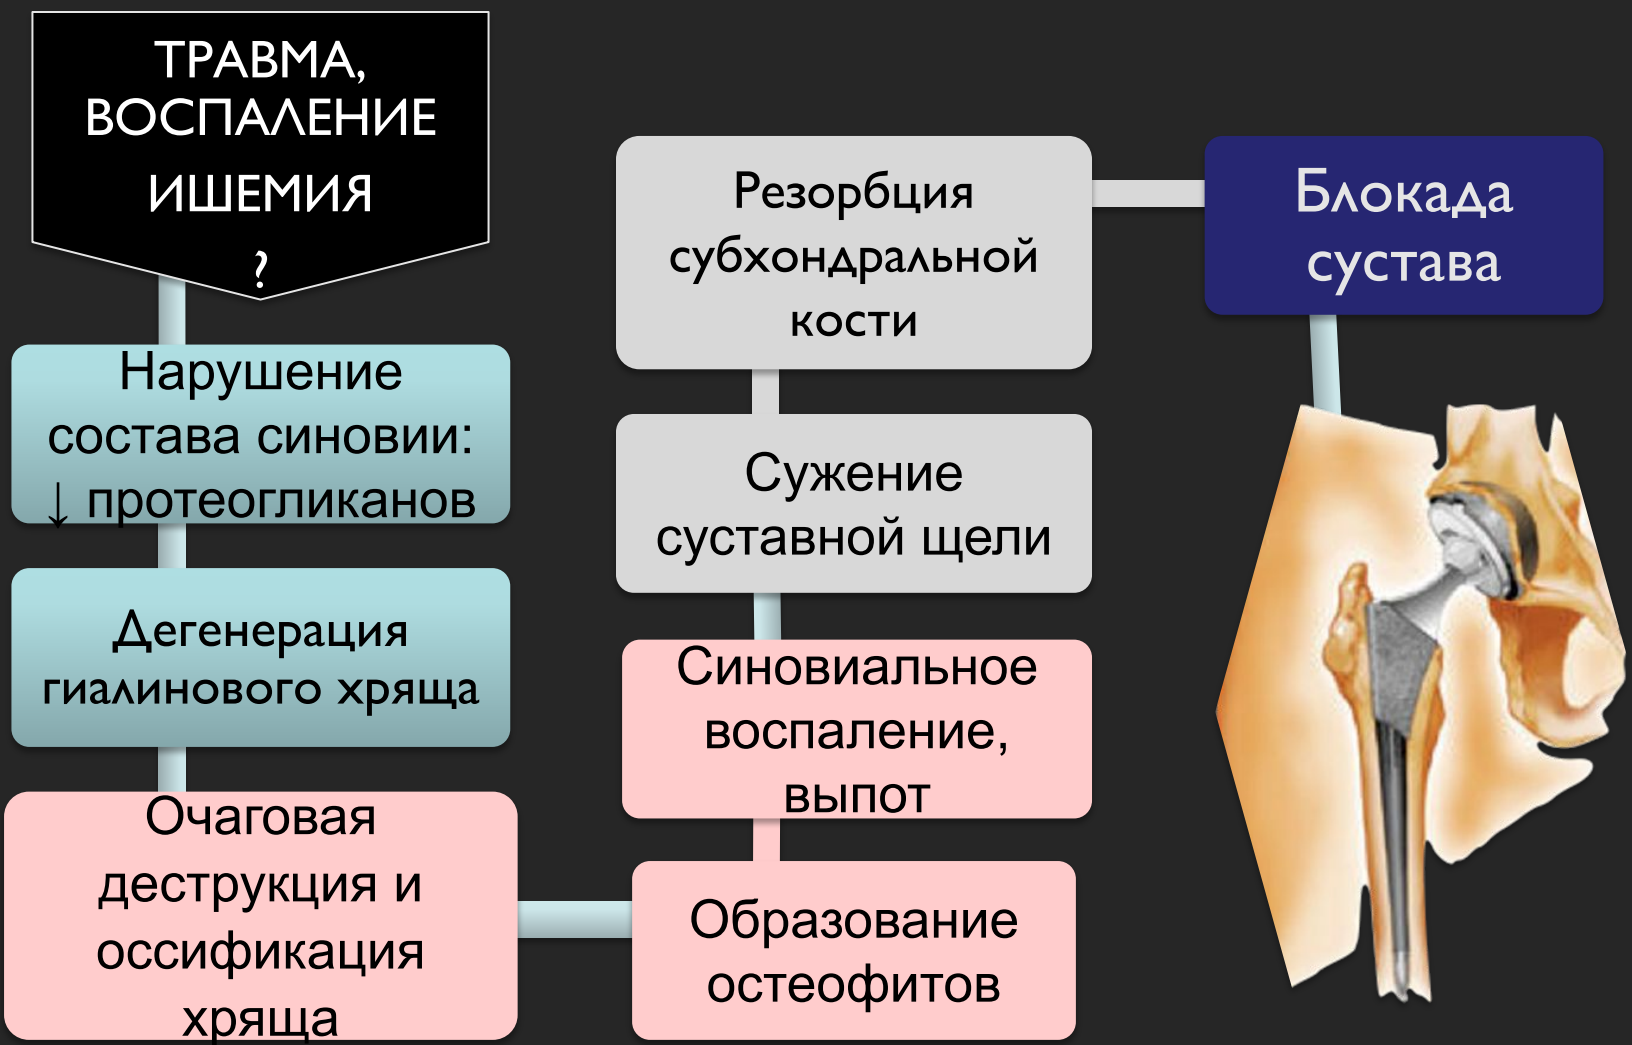 ТРАВМА,
ВОСПАЛЕНИЕ
ИШЕМИЯ
?
Нарушение
состава синовии:
↓ протеогликанов
Дегенерация
гиалинового хряща
Очаговая
деструкция и
оссификация
хряща
Образование
остеофитов
Синовиальное
воспаление,
выпот
Сужение
суставной щели
Резорбция
субхондральной
кости
Блокада
сустава